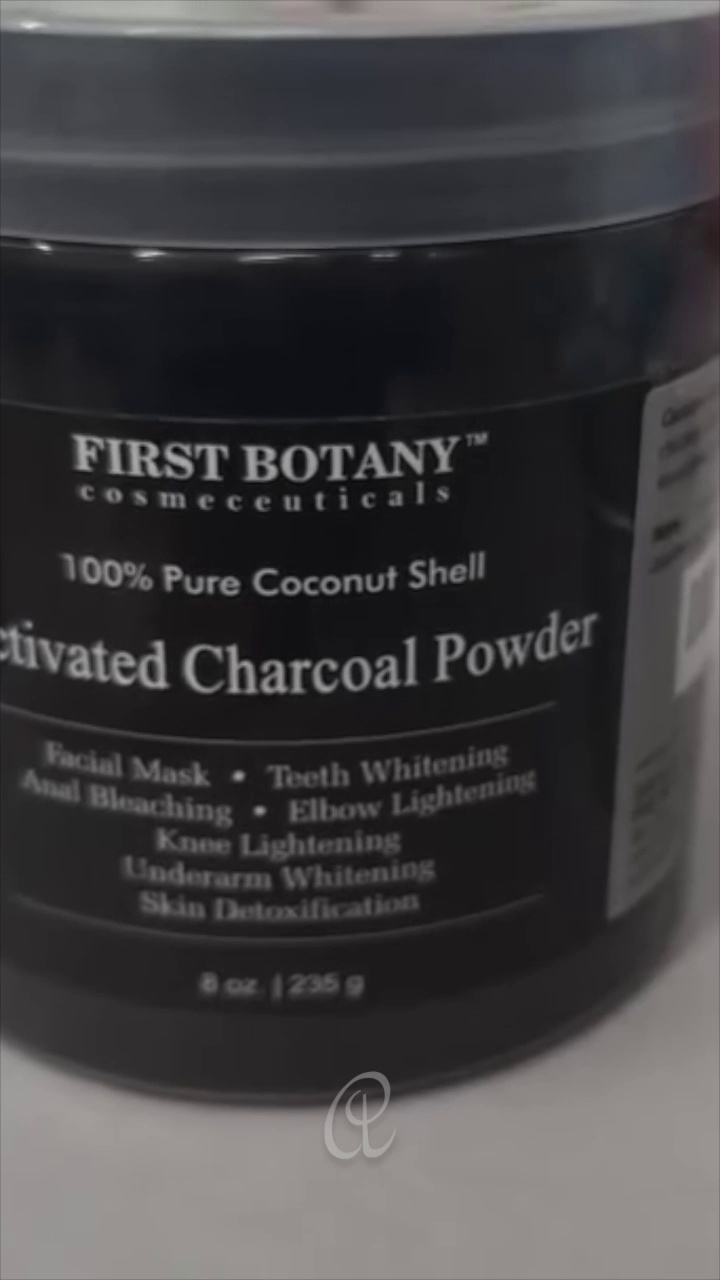 FIRST BOTANY™
cosmeceuticals
100% Pure Coconut Shell
ctivated Charcoal Powder
Facial Mask • Teeth Whitening
Anal Bleaching • Elbow Lightening
Knee Lightening
Underarm Whitening
Skin Detoxification
8 oz. | 235 g